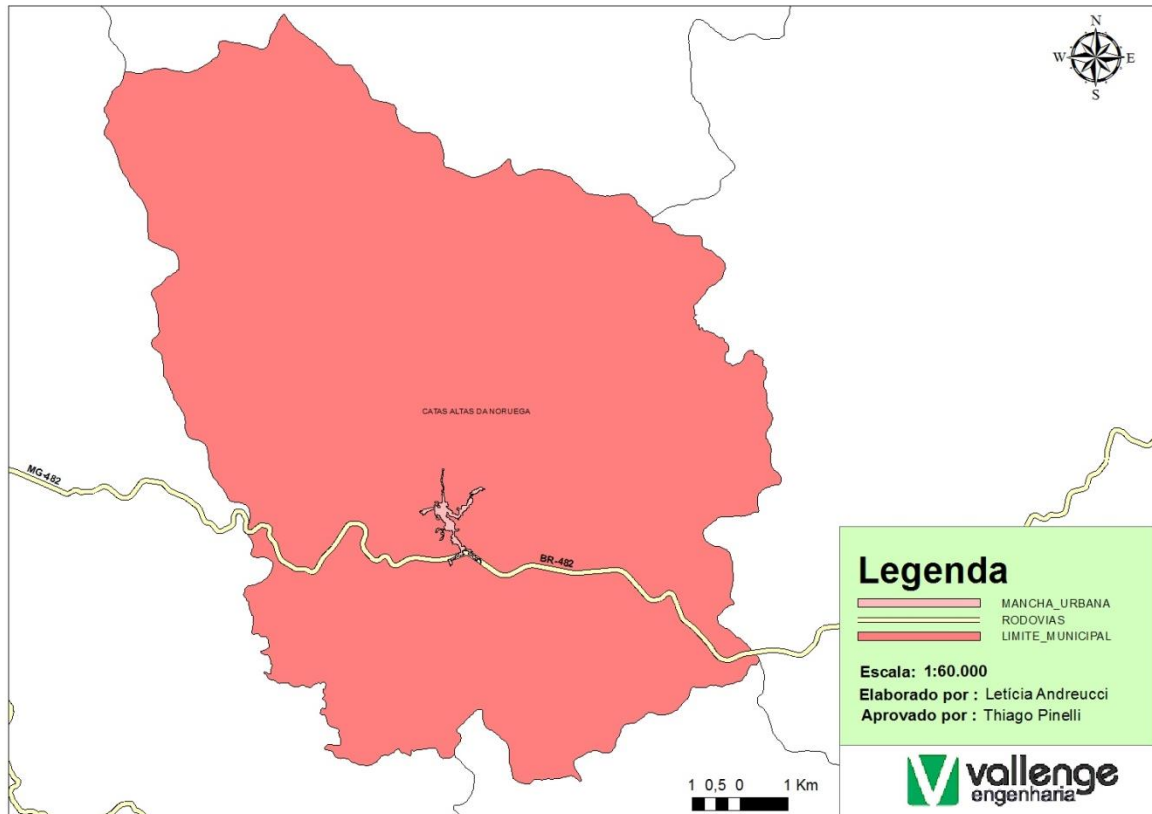 N
W E
S
CATAS ALTAS DA NORUEGA
MG-482
BR-482
Legenda
MANCHA_URBANA
RODOVIAS
LIMITE_MUNICIPAL
Escala: 1:60.000
Elaborado por : Letícia Andreucci
Aprovado por : Thiago Pinelli
1 0,5 0 1 Km
vallenge
engenharia